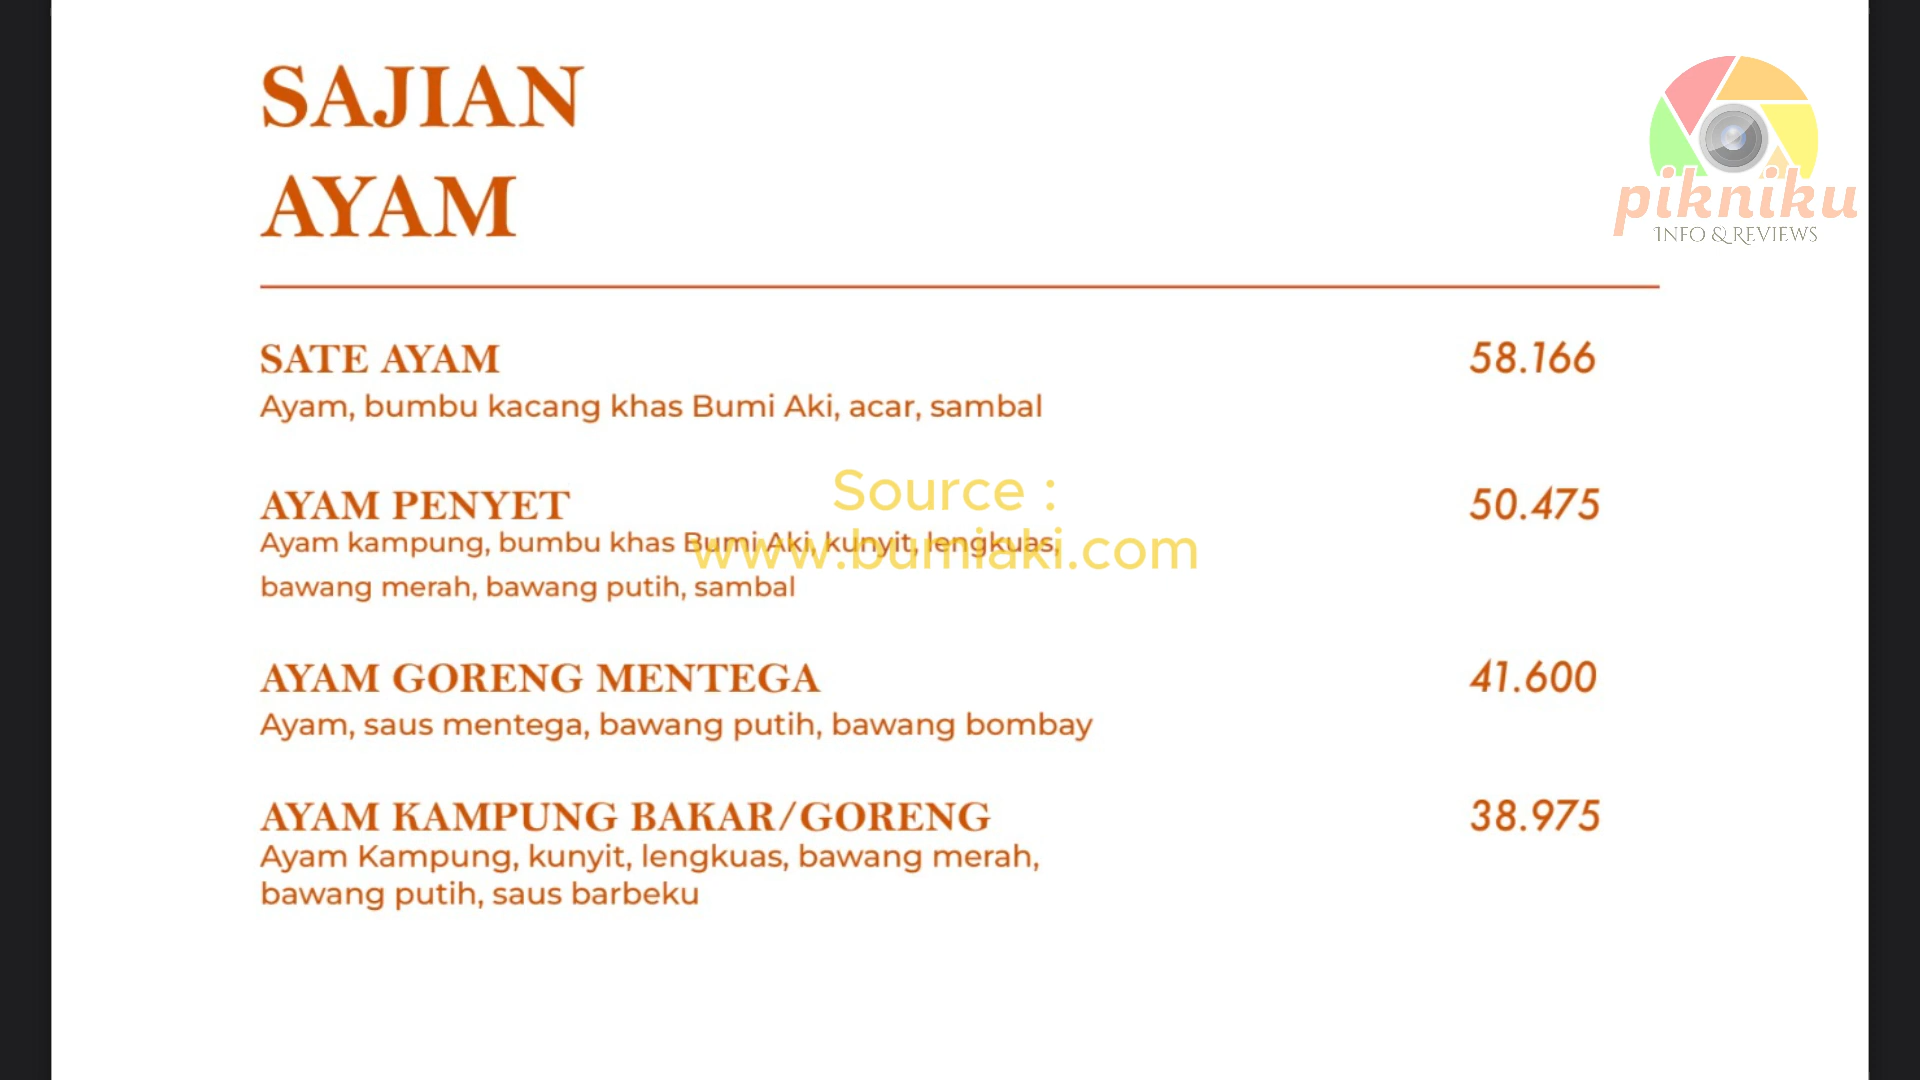 SAJIAN
AYAM
pikniku
INFO & REVIEWS
SATE AYAM 58.166
Ayam, bumbu kacang khas Bumi Aki, acar, sambal
Source :
www.bumiaki.com
AYAM PENYET 50.475
Ayam kampung, bumbu khas Bumi Aki, kunyit, lengkuas,
bawang merah, bawang putih, sambal
AYAM GORENG MENTEGA 41.600
Ayam, saus mentega, bawang putih, bawang bombay
AYAM KAMPUNG BAKAR/GORENG 38.975
Ayam Kampung, kunyit, lengkuas, bawang merah,
bawang putih, saus barbeku